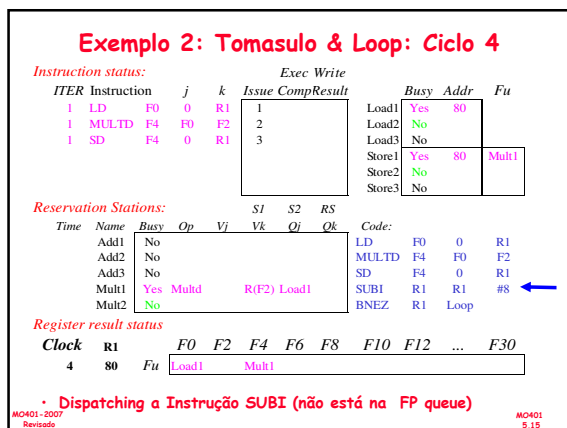 Exemplo 2: Tomasulo & Loop: Ciclo 4
Instruction status: Exec Write
ITER Instruction j k Issue CompResult Busy Addr Fu
1 LD F0 0 R1 1 Load1 Yes 80
1 MULTD F4 F0 F2 2 Load2 No
1 SD F4 0 R1 3 Load3 No
Store1 Yes 80 Mult1
Store2 No
Store3 No
Reservation Stations: S1 S2 RS
Time Name Busy Op Vj Vk Qj Qk Code:
Add1 No LD F0 0 R1
Add2 No MULTD F4 F0 F2
Add3 No SD F4 0 R1
Mult1 Yes Multd R(F2) Load1 SUBI R1 R1 #8
Mult2 No BNEZ R1 Loop
Register result status
Clock R1 F0 F2 F4 F6 F8 F10 F12 ... F30
4 80 Fu Load1 Mult1
• Dispatching a Instrução SUBI (não está na FP queue)
MO401-2007
Revisado
MO401
5.15